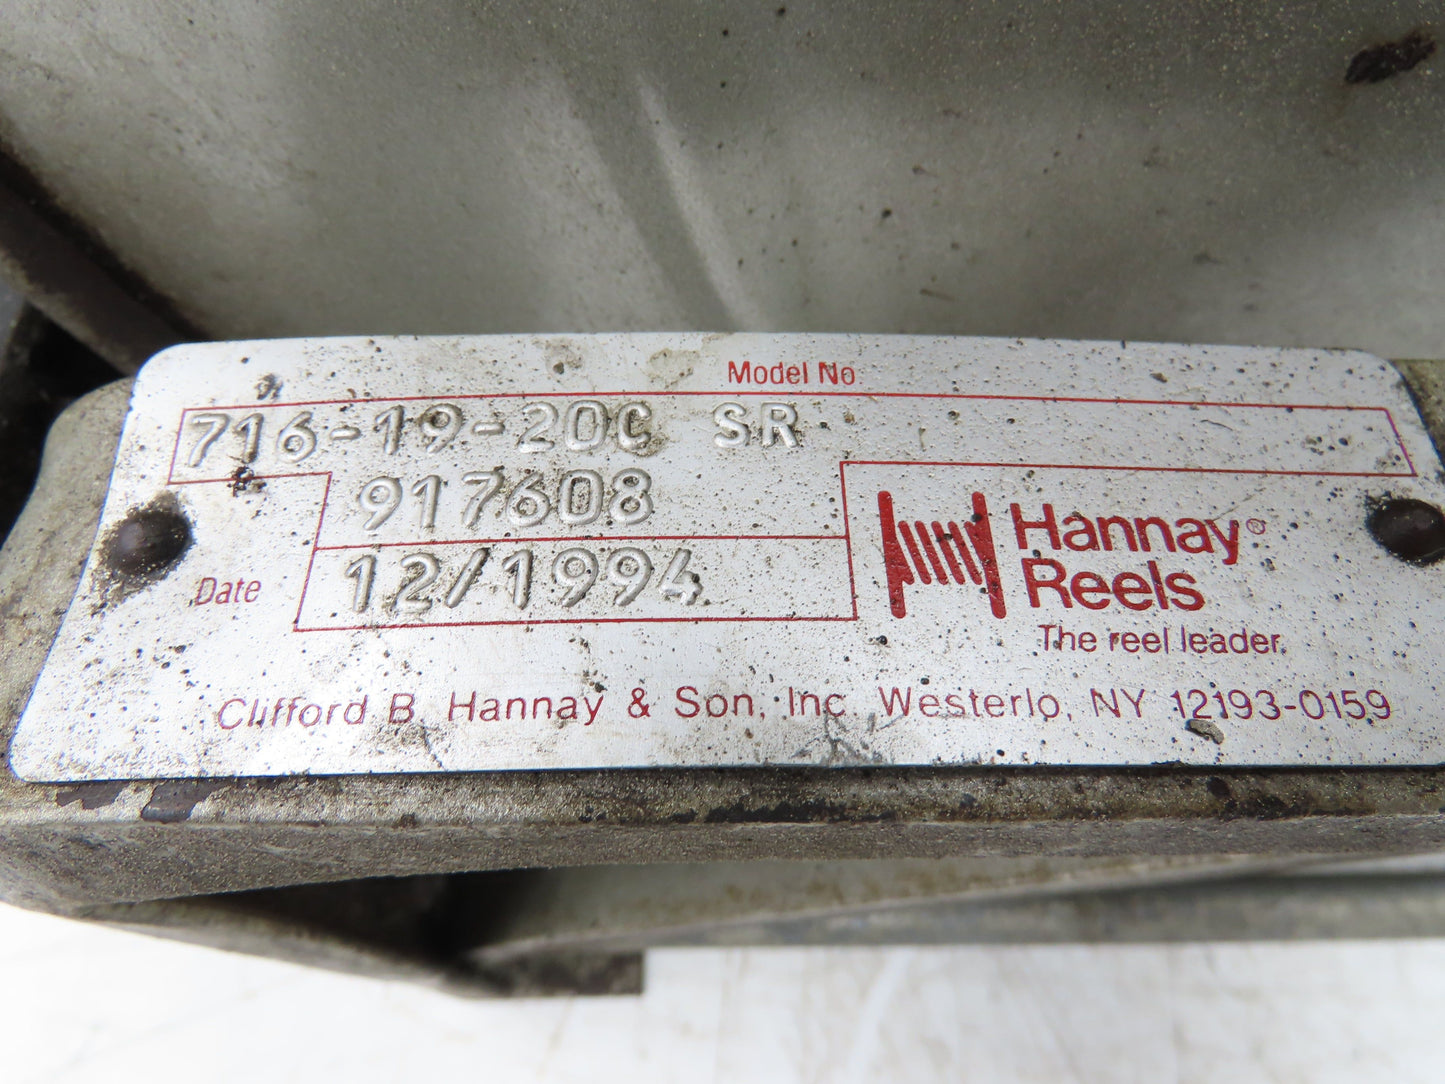 Model No
716-19-20C SR
917608
Date 12/1994
Hannay®
Reels
The reel leader.
Clifford B Hannay & Son, Inc Westerlo, NY 12193-0159